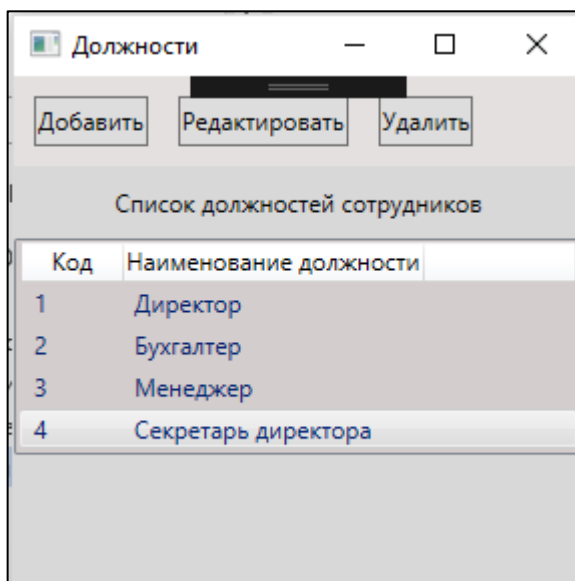 Должности
Добавить Редактировать Удалить
Список должностей сотрудников
Код Наименование должности
1 Директор
2 Бухгалтер
3 Менеджер
4 Секретарь директора